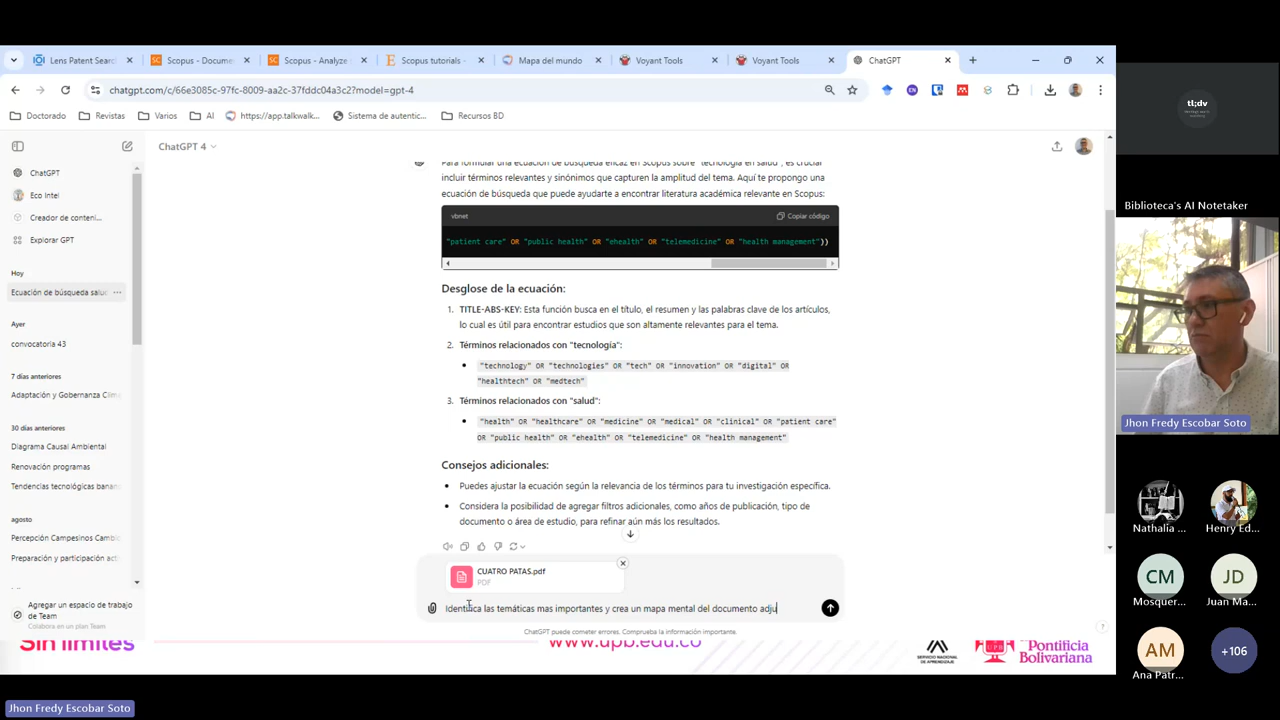 Lens Patent Searc
Scopus - Docume
Scopus - Analyze
Scopus tutorials -
Mapa del mundo
Voyant Tools
Voyant Tools
ChatGPT
chatgpt.com/c/66e3085c-97fc-8009-aa2c-37fddc04a3c2?model=gpt-4
Doctorado
Revistas
Varios
AI
https://app.talkwalk...
Sistema de autentic...
Recursos BD
ChatGPT 4
ChatGPT
Eco Intel
Creador de conteni...
Explorar GPT
Hoy
Ecuación de búsqueda saluc
Ayer
convocatoria 43
7 días anteriores
Adaptación y Gobernanza Clim
30 días anteriores
Diagrama Causal Ambiental
Renovación programas
Tendencias tecnológicas banan
agosto
Percepción Campesinos Cambio
Preparación y participación act
Agregar un espacio de trabajo
de Team
Colabora en un plan Team
Para formular una ecuación de búsqueda eficaz en Scopus sobre "tecnología en salud", es crucial
incluir términos relevantes y sinónimos que capturen la amplitud del tema. Aquí te propongo una
ecuación de búsqueda que puede ayudarte a encontrar literatura académica relevante en Scopus:
vbnet
Copiar código
"patient care" OR "public health" OR "ehealth" OR "telemedicine" OR "health management"))
Desglose de la ecuación:
1. TITLE-ABS-KEY: Esta función busca en el título, el resumen y las palabras clave de los artículos,
lo cual es útil para encontrar estudios que son altamente relevantes para el tema.
2. Términos relacionados con "tecnología":
"technology" OR "technologies" OR "tech" OR "innovation" OR "digital" OR
"healthtech" OR "medtech"
3. Términos relacionados con "salud":
"health" OR "healthcare" OR "medicine" OR "medical" OR "clinical" OR "patient care"
OR "public health" OR "ehealth" OR "telemedicine" OR "health management"
Consejos adicionales:
Puedes ajustar la ecuación según la relevancia de los términos para tu investigación específica.
Considera la posibilidad de agregar filtros adicionales, como años de publicación, tipo de
documento o área de estudio, para refinar aún más los resultados.
CUATRO PATAS.pdf
PDF
Identifica las temáticas mas importantes y crea un mapa mental del documento adju
ChatGPT puede cometer errores. Comprueba la información importante.
Sin límites
www.upb.edu.co
SERVICIO NACIONAL
DE APRENDIZAJE
UPB
Pontificia
Bolivariana
tl;dv
Biblioteca's AI Notetaker
Jhon Fredy Escobar Soto
Nathalia ...
Henry Ed...
CM
Mosquer...
JD
Juan Ma...
AM
Ana Patr...
+106
Jhon Fredy Escobar Soto